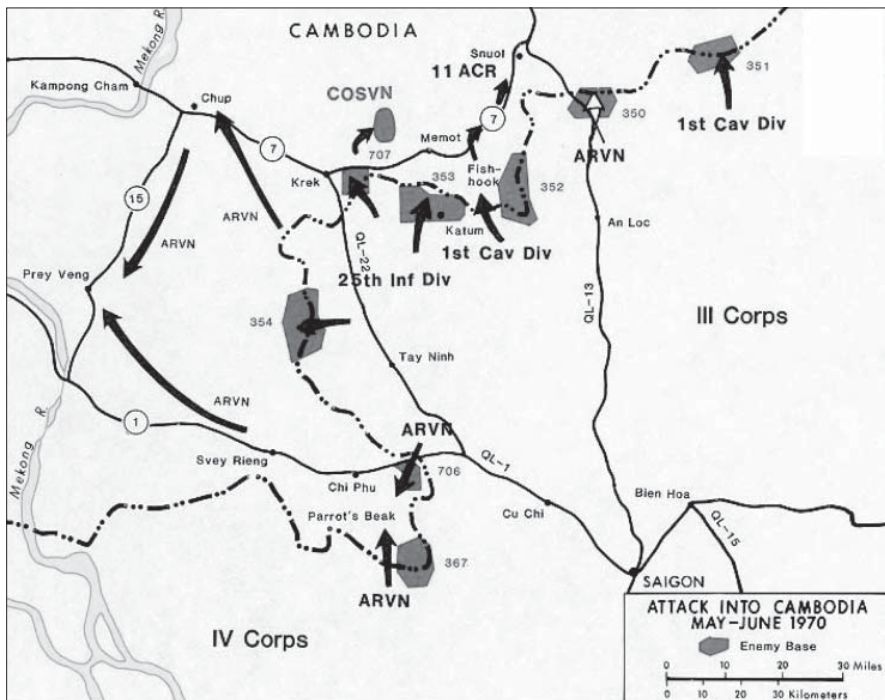 Mekong R.
CAMBODIA
Snuol
11 ACR
351
Kampong Cham
Chup
COSVN
7
350
1st Cav Div
ARVN
7
Memot
707
Krek
353
Fish-
hook
352
Katum
15
ARVN
ARVN
An Loc
1st Cav Div
QL-22
25th Inf Div
Prey Veng
QL-13
III Corps
354
Tay Ninh
ARVN
1
ARVN
QL-1
Mekong R.
Svey Rieng
706
Chi Phu
Bien Hoa
Cu Chi
Parrot's Beak
QL-15
367
SAIGON
ARVN
IV Corps
ATTACK INTO CAMBODIA
MAY-JUNE 1970
Enemy Base
10 0 10 20 30 Miles
10 0 10 20 30 Kilometers